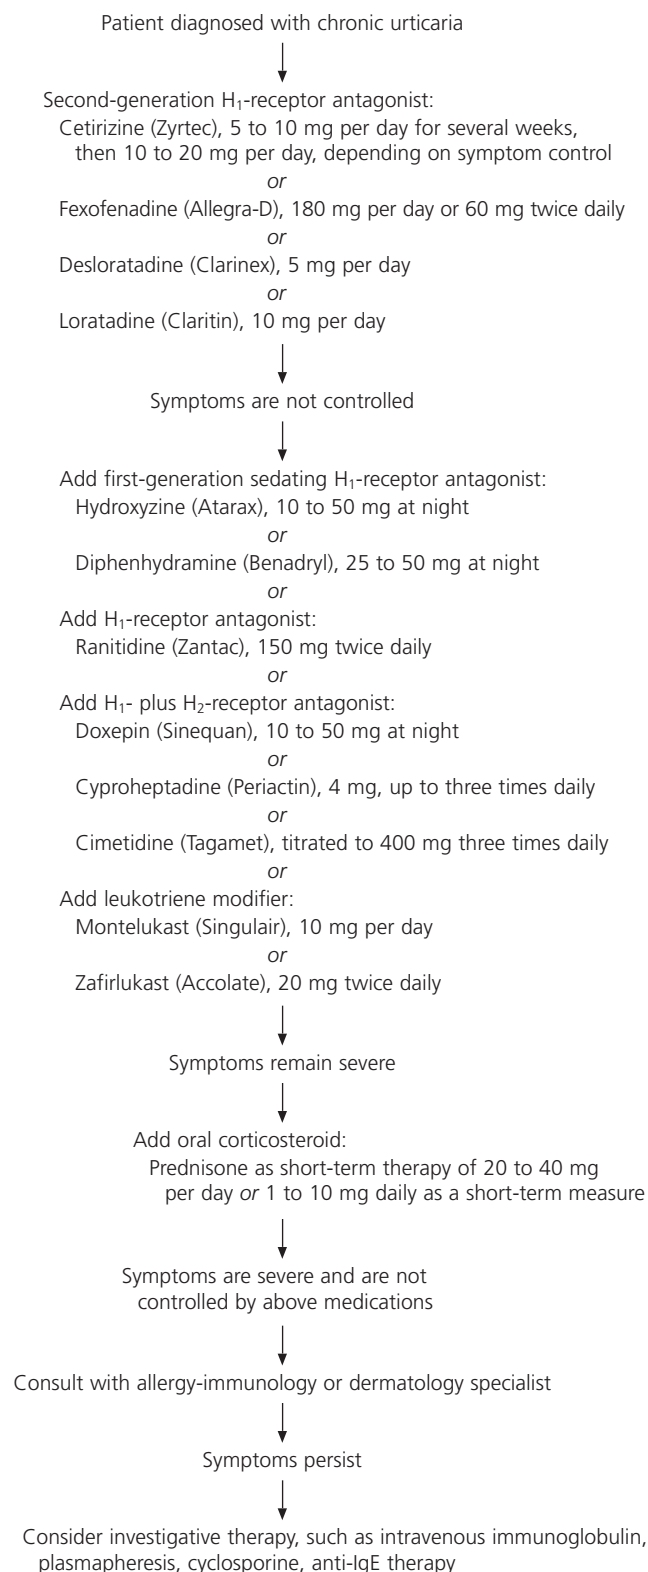 Patient diagnosed with chronic urticaria
Second-generation H₁-receptor antagonist:
Cetirizine (Zyrtec), 5 to 10 mg per day for several weeks,
then 10 to 20 mg per day, depending on symptom control
or
Fexofenadine (Allegra-D), 180 mg per day or 60 mg twice daily
or
Desloratadine (Clarinex), 5 mg per day
or
Loratadine (Claritin), 10 mg per day
Symptoms are not controlled
Add first-generation sedating H₁-receptor antagonist:
Hydroxyzine (Atarax), 10 to 50 mg at night
or
Diphenhydramine (Benadryl), 25 to 50 mg at night
or
Add H₁-receptor antagonist:
Ranitidine (Zantac), 150 mg twice daily
or
Add H₁- plus H₂-receptor antagonist:
Doxepin (Sinequan), 10 to 50 mg at night
or
Cyproheptadine (Periactin), 4 mg, up to three times daily
or
Cimetidine (Tagamet), titrated to 400 mg three times daily
or
Add leukotriene modifier:
Montelukast (Singulair), 10 mg per day
or
Zafirlukast (Accolate), 20 mg twice daily
Symptoms remain severe
Add oral corticosteroid:
Prednisone as short-term therapy of 20 to 40 mg
per day or 1 to 10 mg daily as a short-term measure
Symptoms are severe and are not
controlled by above medications
Consult with allergy-immunology or dermatology specialist
Symptoms persist
Consider investigative therapy, such as intravenous immunoglobulin,
plasmapheresis, cyclosporine, anti-IgE therapy